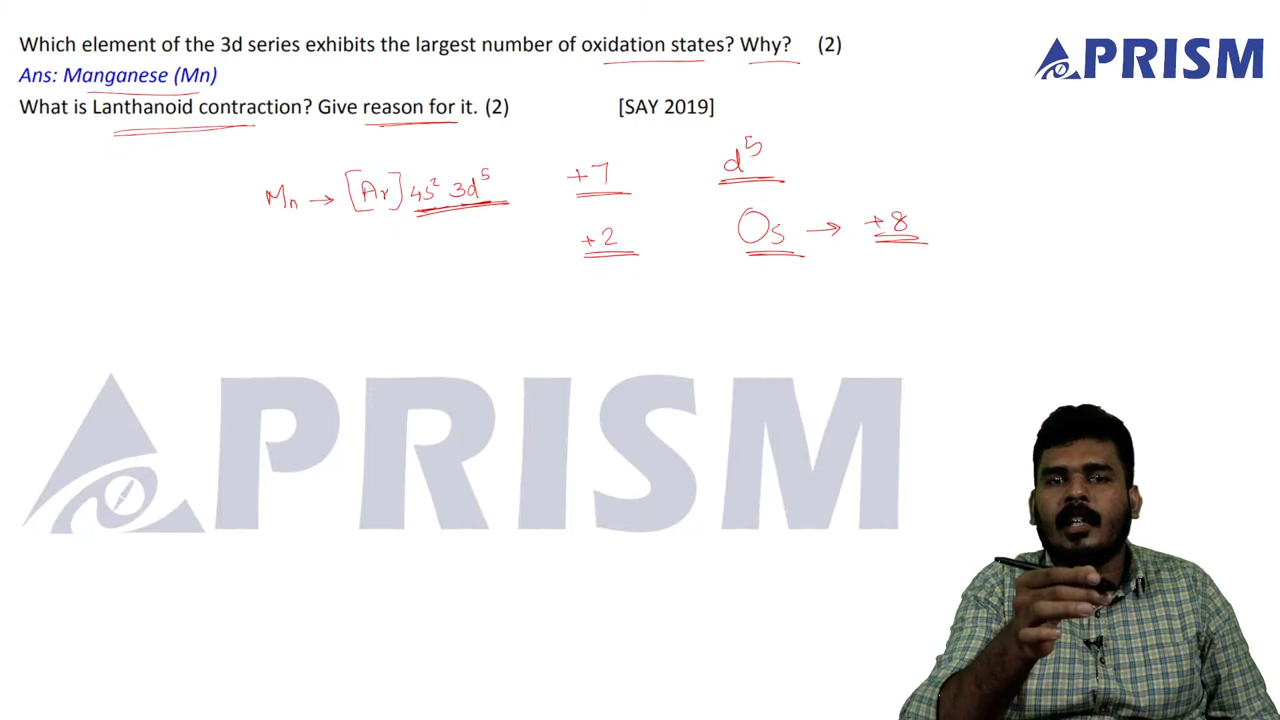 Which element of the 3d series exhibits the largest number of oxidation states? Why? (2)
Ans: Manganese (Mn)
What is Lanthanoid contraction? Give reason for it. (2) [SAY 2019]
PRISM
Mn → [Ar] 4s² 3d⁵ +7 d⁵
+2 Os → +8
PRISM